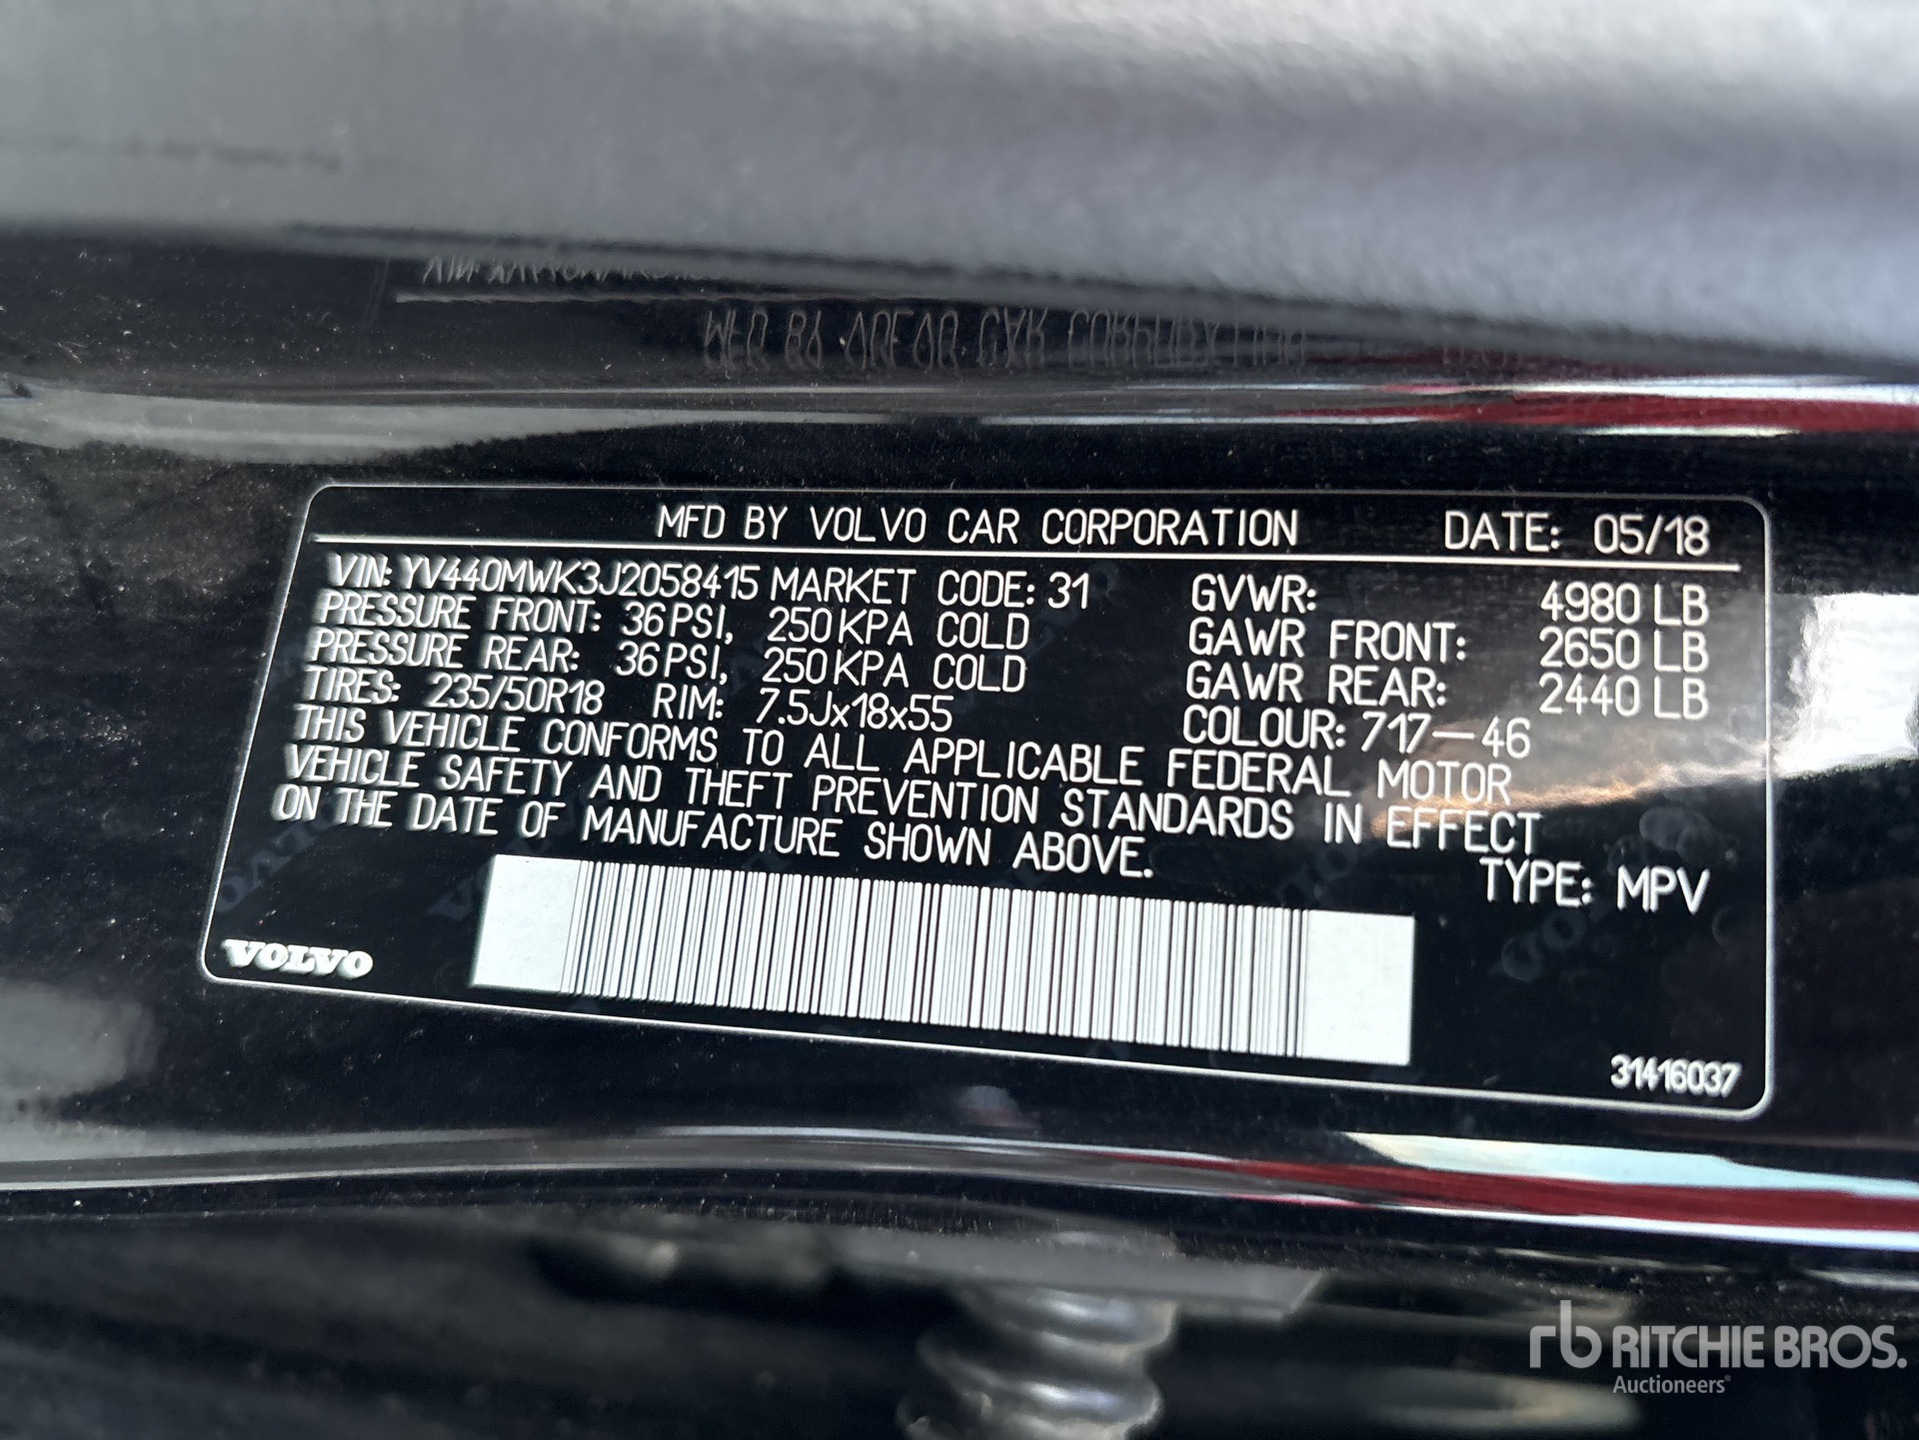 MFD BY VOLVO CAR CORPORATION DATE: 05/18
VIN: YV440MWK3J2058415 MARKET CODE: 31 GVWR: 4980 LB
PRESSURE FRONT: 36 PSI, 250 KPA COLD GAWR FRONT: 2650 LB
PRESSURE REAR: 36 PSI, 250 KPA COLD GAWR REAR: 2440 LB
TIRES: 235/50R18 RIM: 7.5Jx18x55 COLOUR: 717-46
THIS VEHICLE CONFORMS TO ALL APPLICABLE FEDERAL MOTOR
VEHICLE SAFETY AND THEFT PREVENTION STANDARDS IN EFFECT
ON THE DATE OF MANUFACTURE SHOWN ABOVE.
TYPE: MPV
VOLVO
31416037
rb RITCHIE BROS.
Auctioneers®